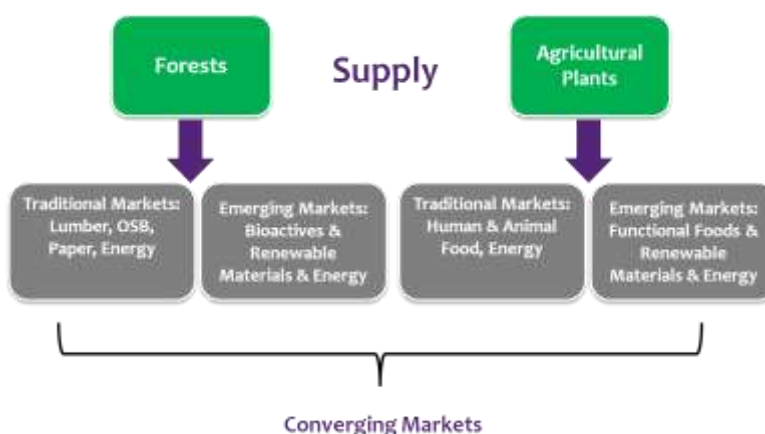 Forests
Supply
Agricultural
Plants
Traditional Markets:
Lumber, OSB,
Paper, Energy
Emerging Markets:
Bioactives &
Renewable
Materials & Energy
Traditional Markets:
Human & Animal
Food, Energy
Emerging Markets:
Functional Foods &
Renewable
Materials & Energy
Converging Markets